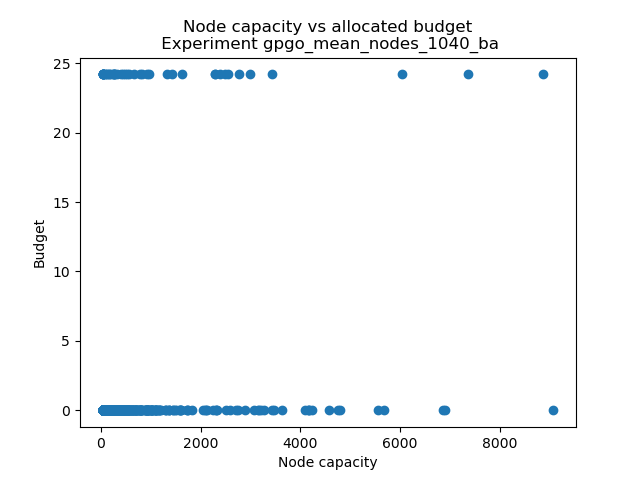 Node capacity vs allocated budget
Experiment gpgo_mean_nodes_1040_ba
25
20
15
10
5
0
Budget
0 2000 4000 6000 8000
Node capacity